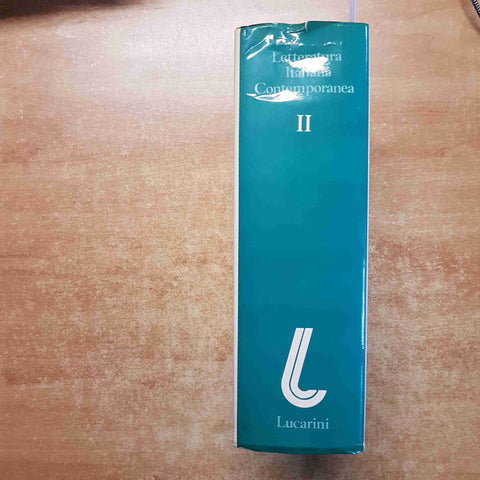 Letteratura
Italiana
Contemporanea
II
Lucarini